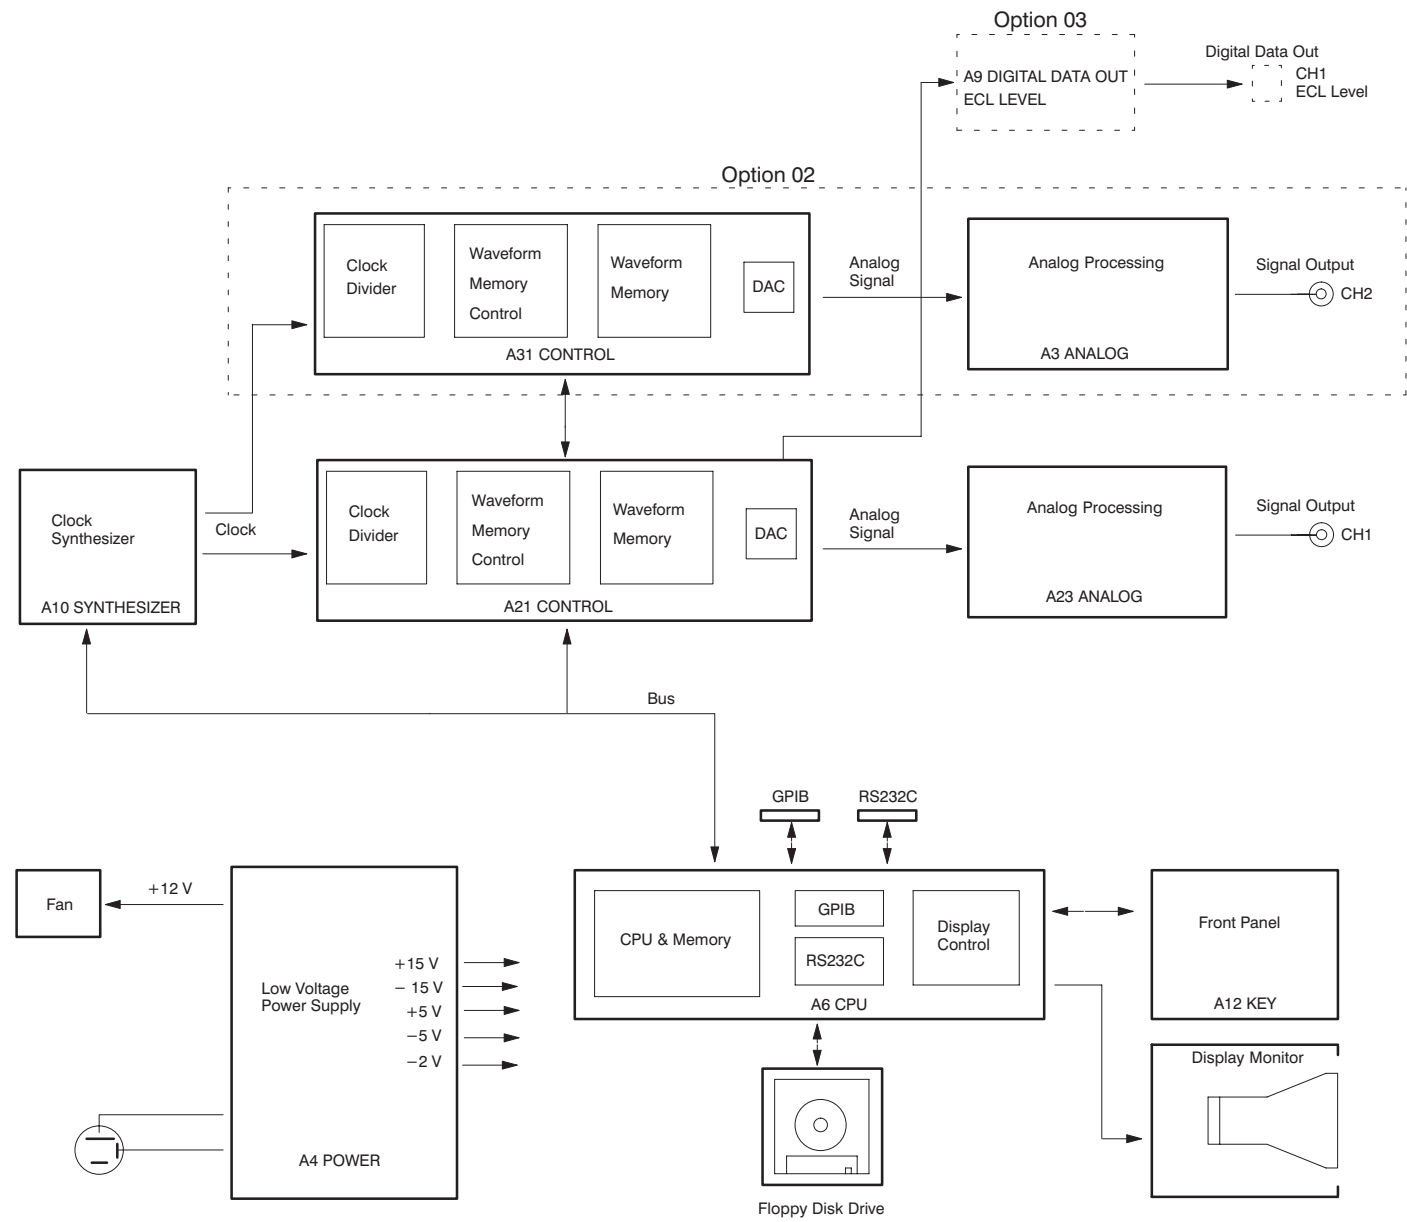 Option 03
Digital Data Out
A9 DIGITAL DATA OUT
ECL LEVEL
CH1
ECL Level
Option 02
Clock
Divider
Waveform
Memory
Control
Waveform
Memory
DAC
A31 CONTROL
Analog
Signal
Analog Processing
A3 ANALOG
Signal Output
CH2
Clock
Synthesizer
A10 SYNTHESIZER
Clock
Clock
Divider
Waveform
Memory
Control
Waveform
Memory
DAC
A21 CONTROL
Analog
Signal
Analog Processing
A23 ANALOG
Signal Output
CH1
Bus
GPIB
RS232C
Fan
+12 V
Low Voltage
Power Supply
+15 V
− 15 V
+5 V
−5 V
−2 V
A4 POWER
CPU & Memory
GPIB
RS232C
Display
Control
A6 CPU
Front Panel
A12 KEY
Display Monitor
Floppy Disk Drive